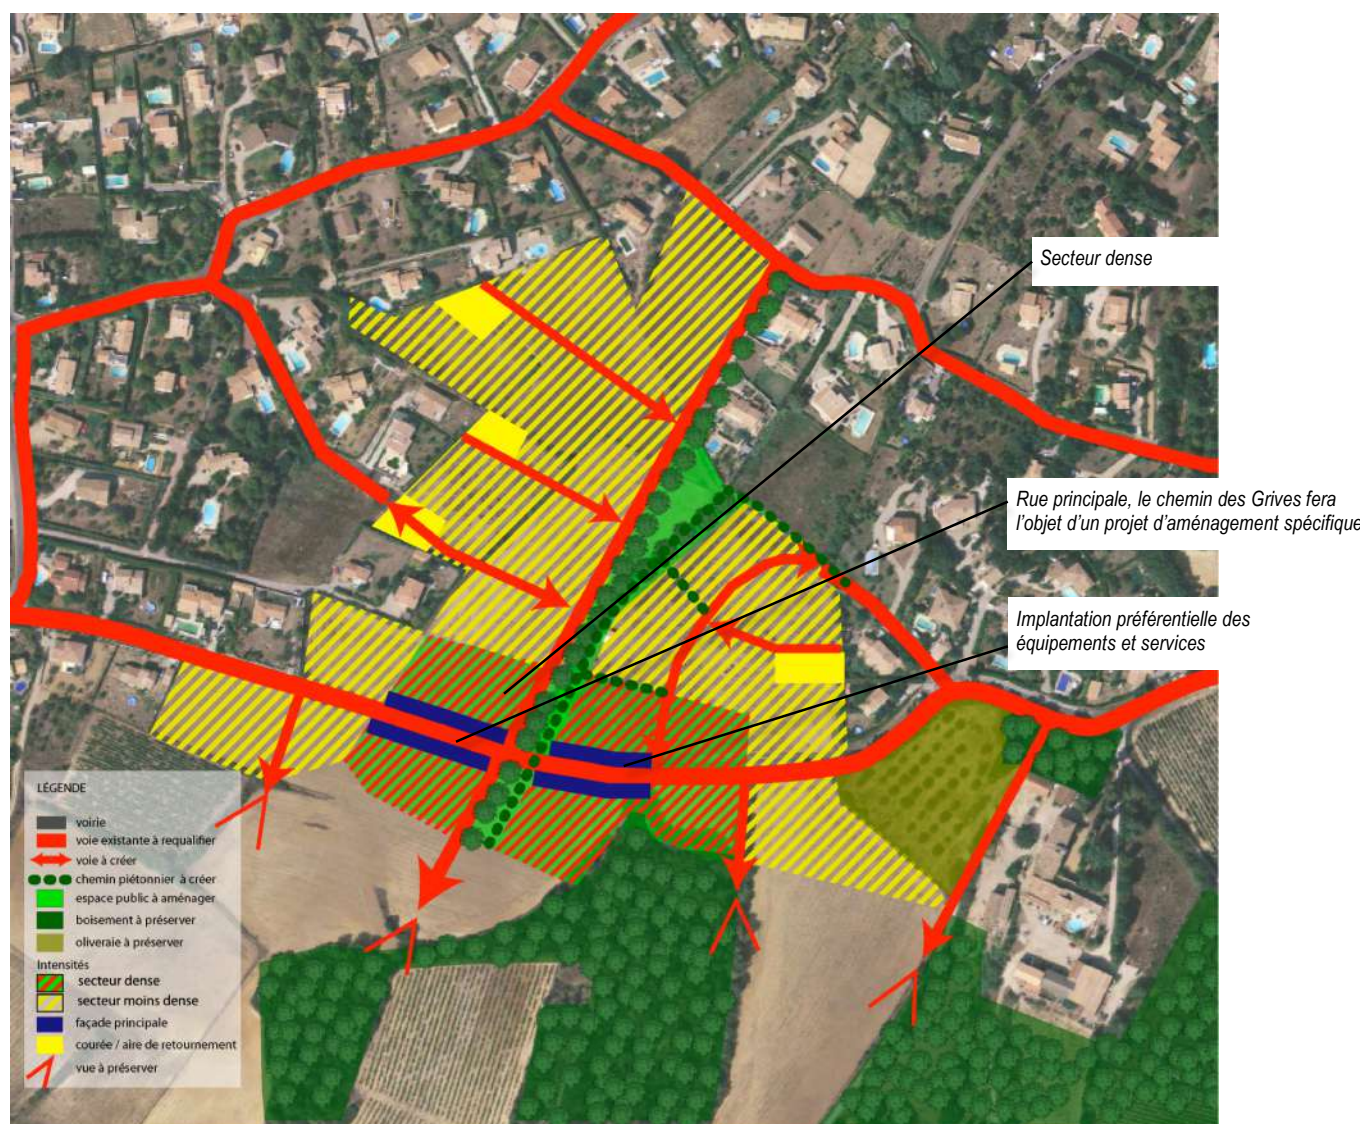 Secteur dense
Rue principale, le chemin des Grives fera
l'objet d'un projet d'aménagement spécifique
Implantation préférentielle des
équipements et services
LÉGENDE
voirie
voie existante à requalifier
voie à créer
chemin piétonnier à créer
espace public à aménager
boisement à préserver
oliveraie à préserver
Intensités
secteur dense
secteur moins dense
façade principale
courée / aire de retournement
vue à préserver